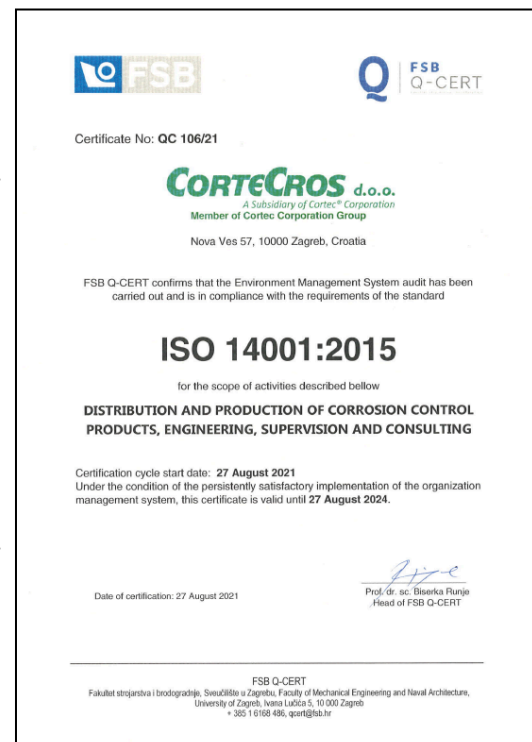 FSB
FSB
Q-CERT
Certificate No: QC 106/21
CORTECROS d.o.o.
A Subsidiary of Cortec® Corporation
Member of Cortec Corporation Group
Nova Ves 57, 10000 Zagreb, Croatia
FSB Q-CERT confirms that the Environment Management System audit has been
carried out and is in compliance with the requirements of the standard
ISO 14001:2015
for the scope of activities described bellow
DISTRIBUTION AND PRODUCTION OF CORROSION CONTROL
PRODUCTS, ENGINEERING, SUPERVISION AND CONSULTING
Certification cycle start date: 27 August 2021
Under the condition of the persistently satisfactory implementation of the organization
management system, this certificate is valid until 27 August 2024.
Date of certification: 27 August 2021
Prof. dr. sc. Biserka Runje
Head of FSB Q-CERT
FSB Q-CERT
Fakultet strojarstva i brodogradnje, Sveučilište u Zagrebu, Faculty of Mechanical Engineering and Naval Architecture,
University of Zagreb, Ivana Lučića 5, 10 000 Zagreb
+ 385 1 6168 486, qcert@fsb.hr